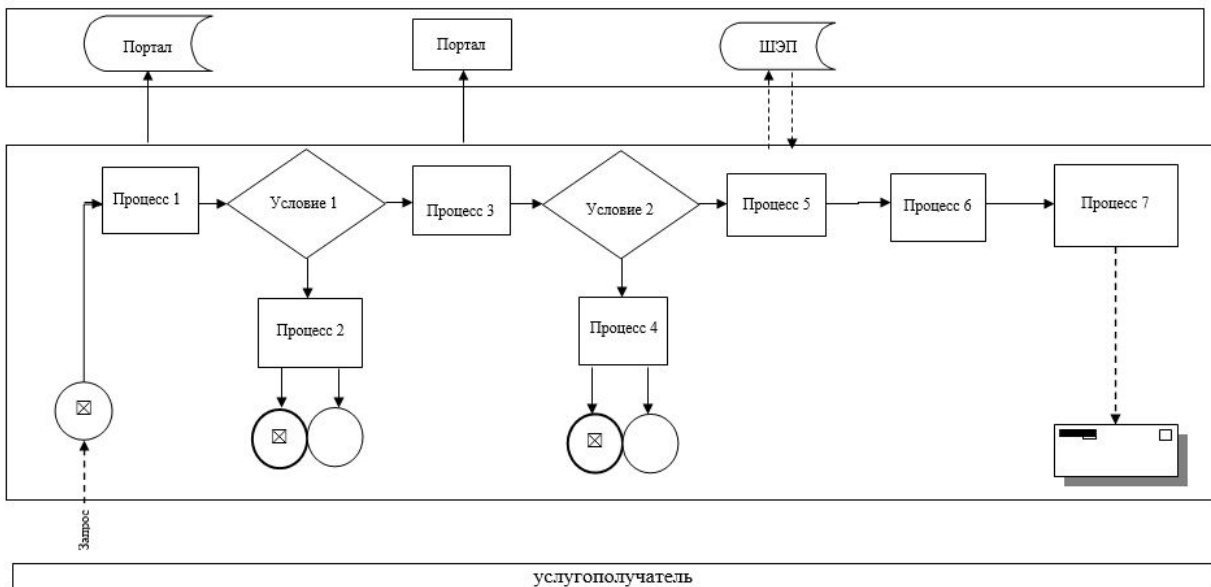 Портал
Портал
ШЭП
Процесс 1
Условие 1
Процесс 3
Условие 2
Процесс 5
Процесс 6
Процесс 7
Процесс 2
Процесс 4
Запрос
услугополучатель